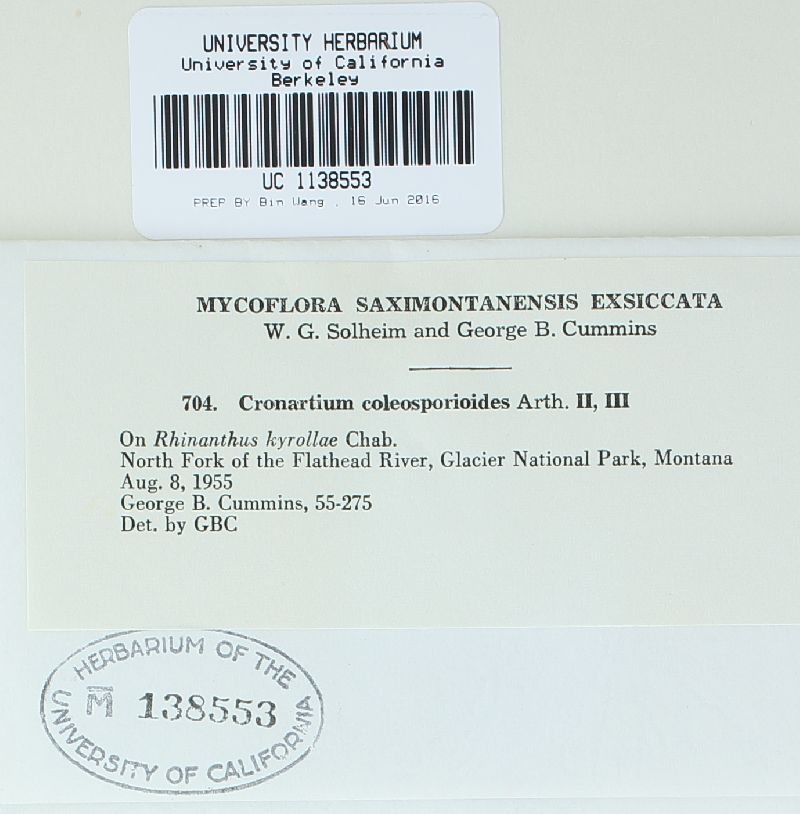 UNIVERSITY HERBARIUM
University of California
Berkeley
UC 1138553
PREP BY Bin Wang , 16 Jun 2016
MYCOFLORA SAXIMONTANENSIS EXSICCATA
W. G. Solheim and George B. Cummins
704. Cronartium coleosporioides Arth. II, III
On Rhinanthus kyrollae Chab.
North Fork of the Flathead River, Glacier National Park, Montana
Aug. 8, 1955
George B. Cummins, 55-275
Det. by GBC
HERBARIUM OF THE
M̅ 138553
UNIVERSITY OF CALIFORNIA